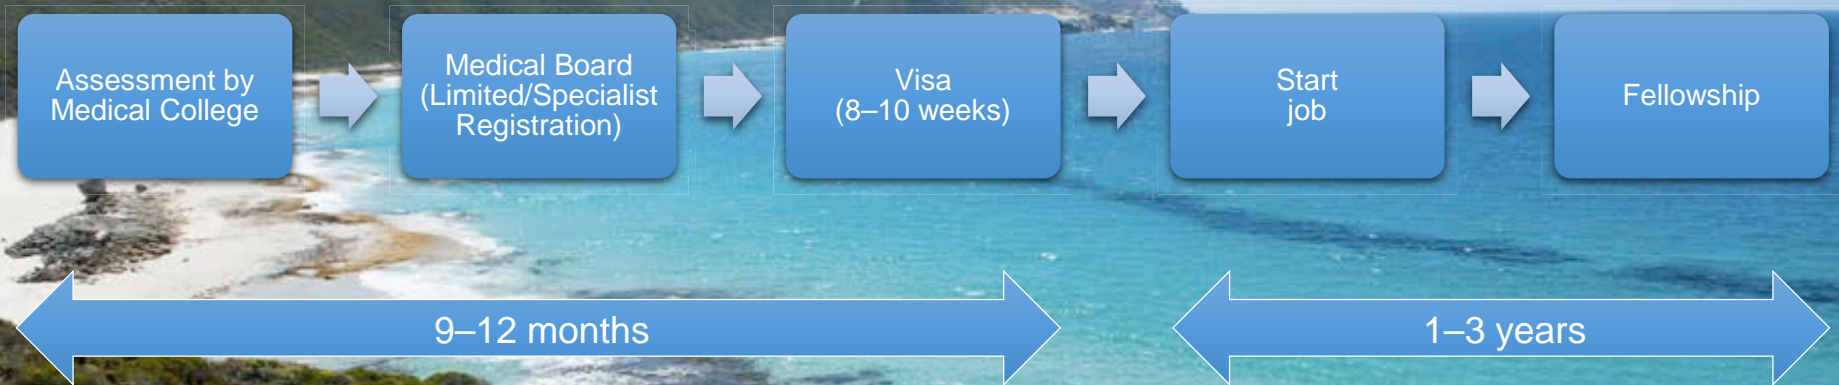 Assessment by
Medical College
Medical Board
(Limited/Specialist
Registration)
Visa
(8–10 weeks)
Start
job
Fellowship
9–12 months
1–3 years